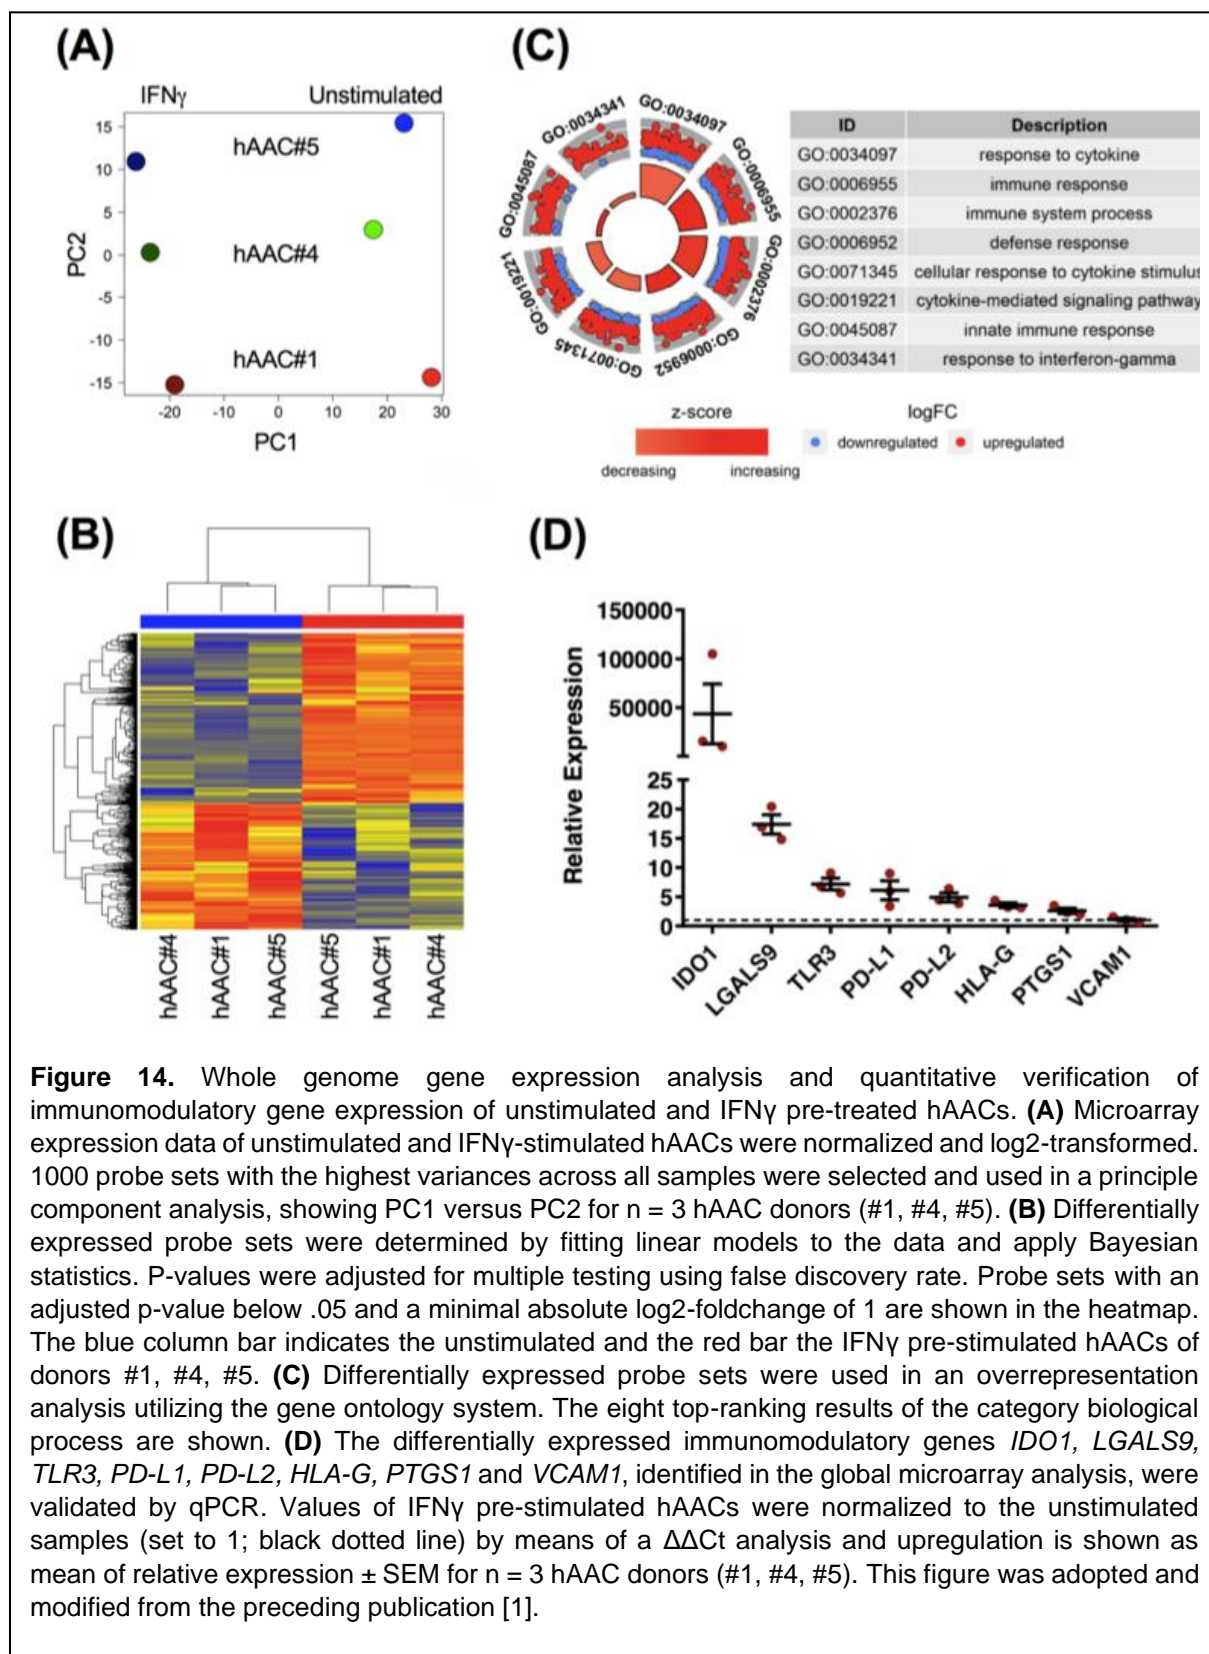 (A)
IFNγ Unstimulated
15
10
5
0
-5
-10
-15
PC2
hAAC#5
hAAC#4
hAAC#1
-20 -10 0 10 20 30
PC1
(C)
GO:0034097
GO:0006955
GO:0002376
GO:0006952
GO:0071345
GO:0019221
GO:0045087
GO:0034341
ID Description
GO:0034097 response to cytokine
GO:0006955 immune response
GO:0002376 immune system process
GO:0006952 defense response
GO:0071345 cellular response to cytokine stimulus
GO:0019221 cytokine-mediated signaling pathway
GO:0045087 innate immune response
GO:0034341 response to interferon-gamma
z-score logFC
decreasing increasing
downregulated upregulated
(B)
hAAC#4 hAAC#1 hAAC#5 hAAC#5 hAAC#1 hAAC#4
(D)
Relative Expression
150000
100000
50000
25
20
15
10
5
0
IDO1 LGALS9 TLR3 PD-L1 PD-L2 HLA-G PTGS1 VCAM1
Figure 14. Whole genome gene expression analysis and quantitative verification of
immunomodulatory gene expression of unstimulated and IFNγ pre-treated hAACs. (A) Microarray
expression data of unstimulated and IFNγ-stimulated hAACs were normalized and log2-transformed.
1000 probe sets with the highest variances across all samples were selected and used in a principle
component analysis, showing PC1 versus PC2 for n = 3 hAAC donors (#1, #4, #5). (B) Differentially
expressed probe sets were determined by fitting linear models to the data and apply Bayesian
statistics. P-values were adjusted for multiple testing using false discovery rate. Probe sets with an
adjusted p-value below .05 and a minimal absolute log2-foldchange of 1 are shown in the heatmap.
The blue column bar indicates the unstimulated and the red bar the IFNγ pre-stimulated hAACs of
donors #1, #4, #5. (C) Differentially expressed probe sets were used in an overrepresentation
analysis utilizing the gene ontology system. The eight top-ranking results of the category biological
process are shown. (D) The differentially expressed immunomodulatory genes IDO1, LGALS9,
TLR3, PD-L1, PD-L2, HLA-G, PTGS1 and VCAM1, identified in the global microarray analysis, were
validated by qPCR. Values of IFNγ pre-stimulated hAACs were normalized to the unstimulated
samples (set to 1; black dotted line) by means of a ΔΔCt analysis and upregulation is shown as
mean of relative expression ± SEM for n = 3 hAAC donors (#1, #4, #5). This figure was adopted and
modified from the preceding publication [1].